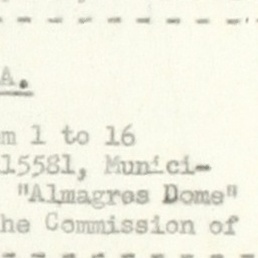 A.
m 1 to 16
15581, Munici-
"Almagres Dome"
he Commission of